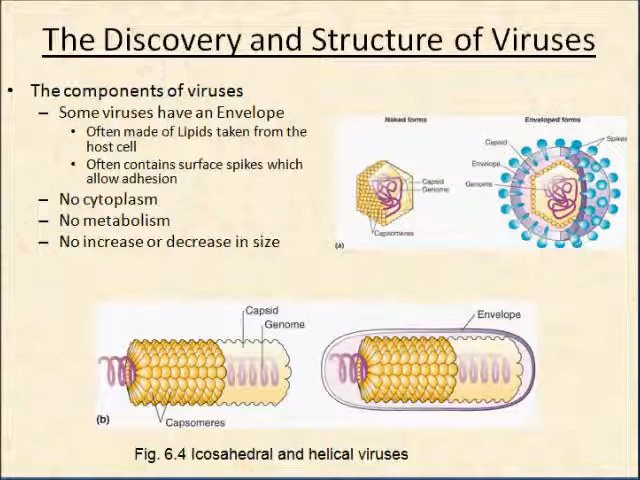 The Discovery and Structure of Viruses
• The components of viruses
– Some viruses have an Envelope
• Often made of Lipids taken from the
host cell
• Often contains surface spikes which
allow adhesion
– No cytoplasm
– No metabolism
– No increase or decrease in size
Naked forms
Capsid
Genome
Capsomeres
(a)
Enveloped forms
Capsid
Spikes
Envelope
Genome
Capsid
Genome
Capsomeres
(b)
Envelope
Fig. 6.4 Icosahedral and helical viruses